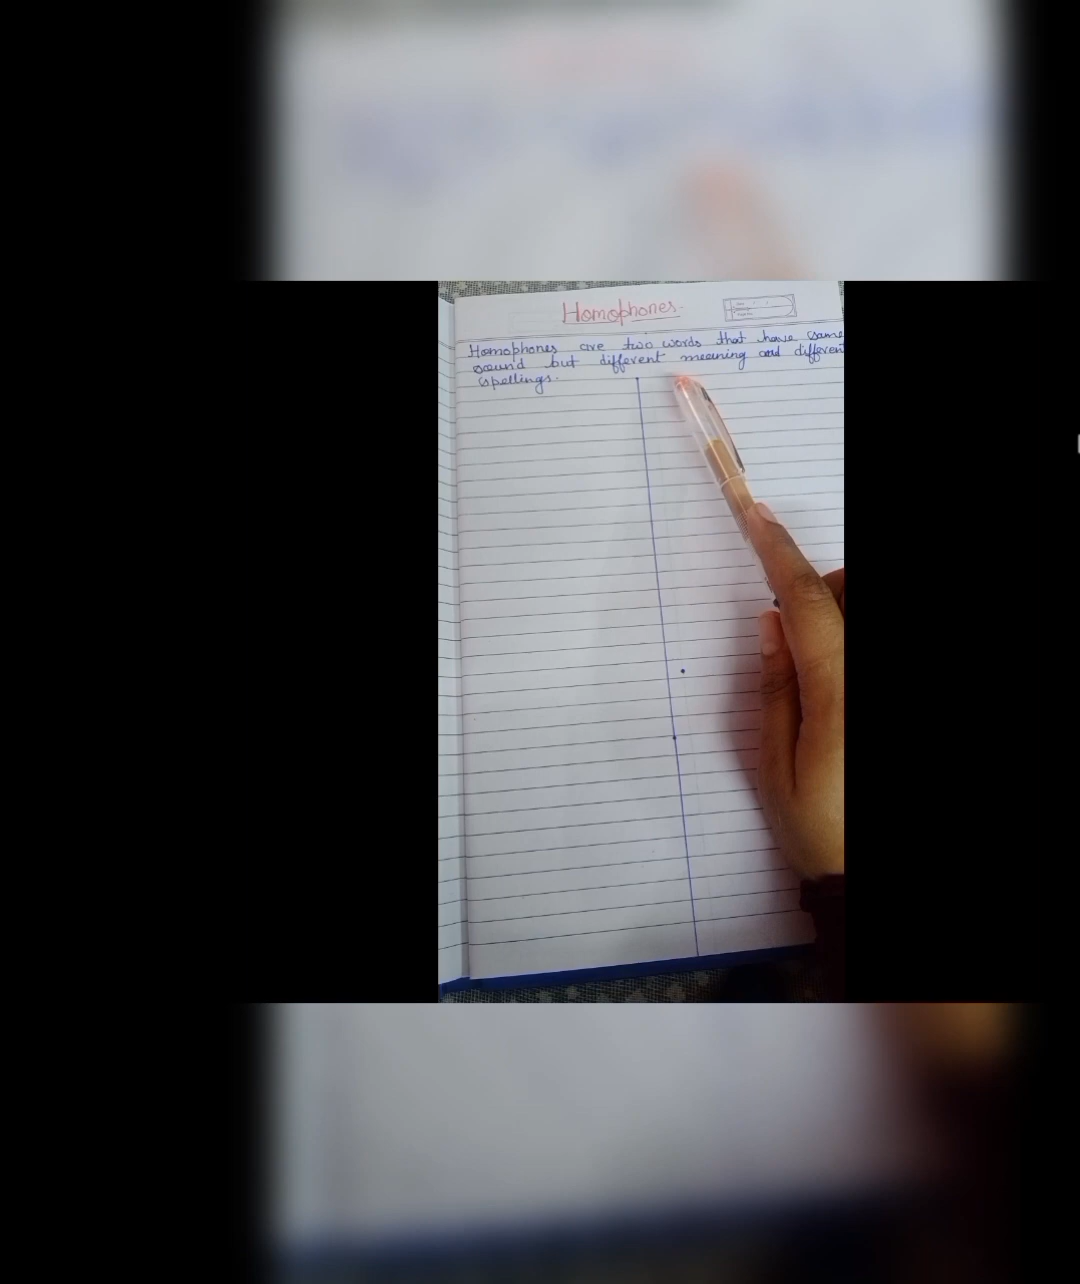 Homophones
Homophones are two words that have same
sound but different meaning and different
spellings.